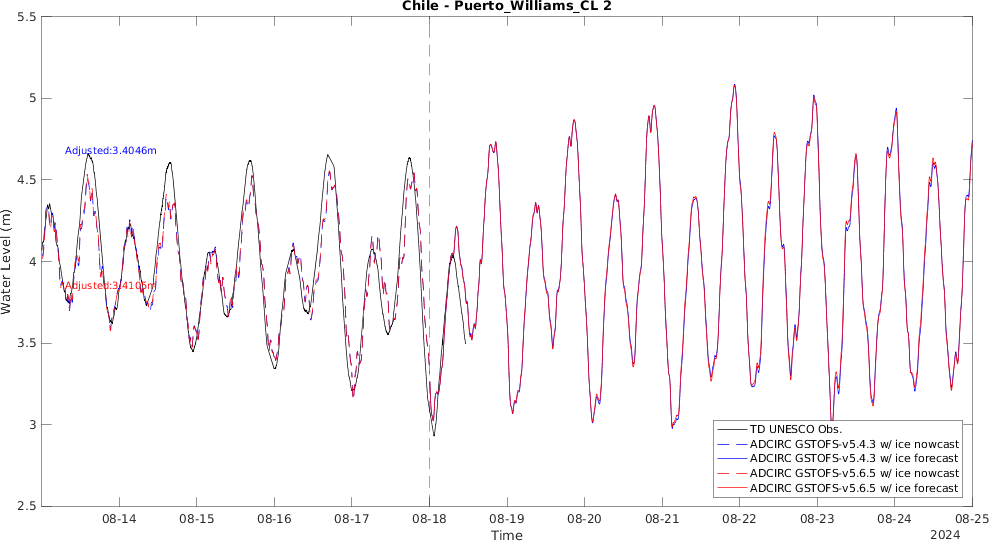 Chile - Puerto_Williams_CL 2
5.5
5
4.5
4
3.5
3
2.5
Water Level (m)
Adjusted:3.4046m
Adjusted:3.4105m
TD UNESCO Obs.
ADCIRC GSTOFS-v5.4.3 w/ ice nowcast
ADCIRC GSTOFS-v5.4.3 w/ ice forecast
ADCIRC GSTOFS-v5.6.5 w/ ice nowcast
ADCIRC GSTOFS-v5.6.5 w/ ice forecast
08-14 08-15 08-16 08-17 08-18 08-19 08-20 08-21 08-22 08-23 08-24 08-25
Time
2024